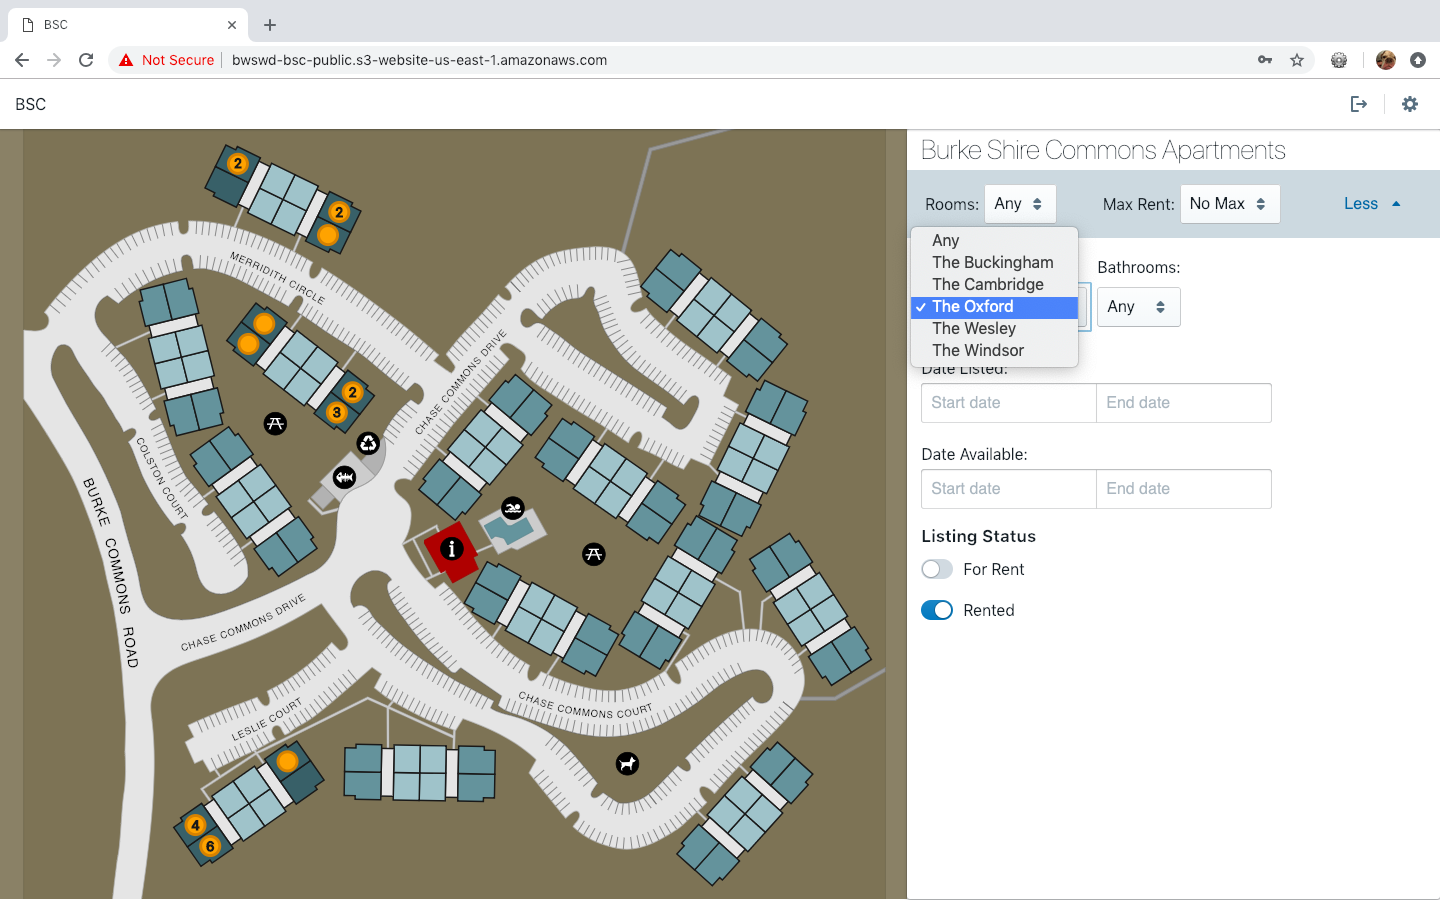 BSC
Not Secure
bwswd-bsc-public.s3-website-us-east-1.amazonaws.com
BSC
Burke Shire Commons Apartments
Rooms:
Any
Max Rent:
No Max
Less
Any
The Buckingham
The Cambridge
The Oxford
The Wesley
The Windsor
Bathrooms:
Any
Date Listed:
Start date
End date
Date Available:
Start date
End date
Listing Status
For Rent
Rented
2
2
MERRIDITH CIRCLE
2
3
CHASE COMMONS DRIVE
COLSTON COURT
BURKE COMMONS ROAD
i
CHASE COMMONS DRIVE
CHASE COMMONS COURT
LESLIE COURT
4
6